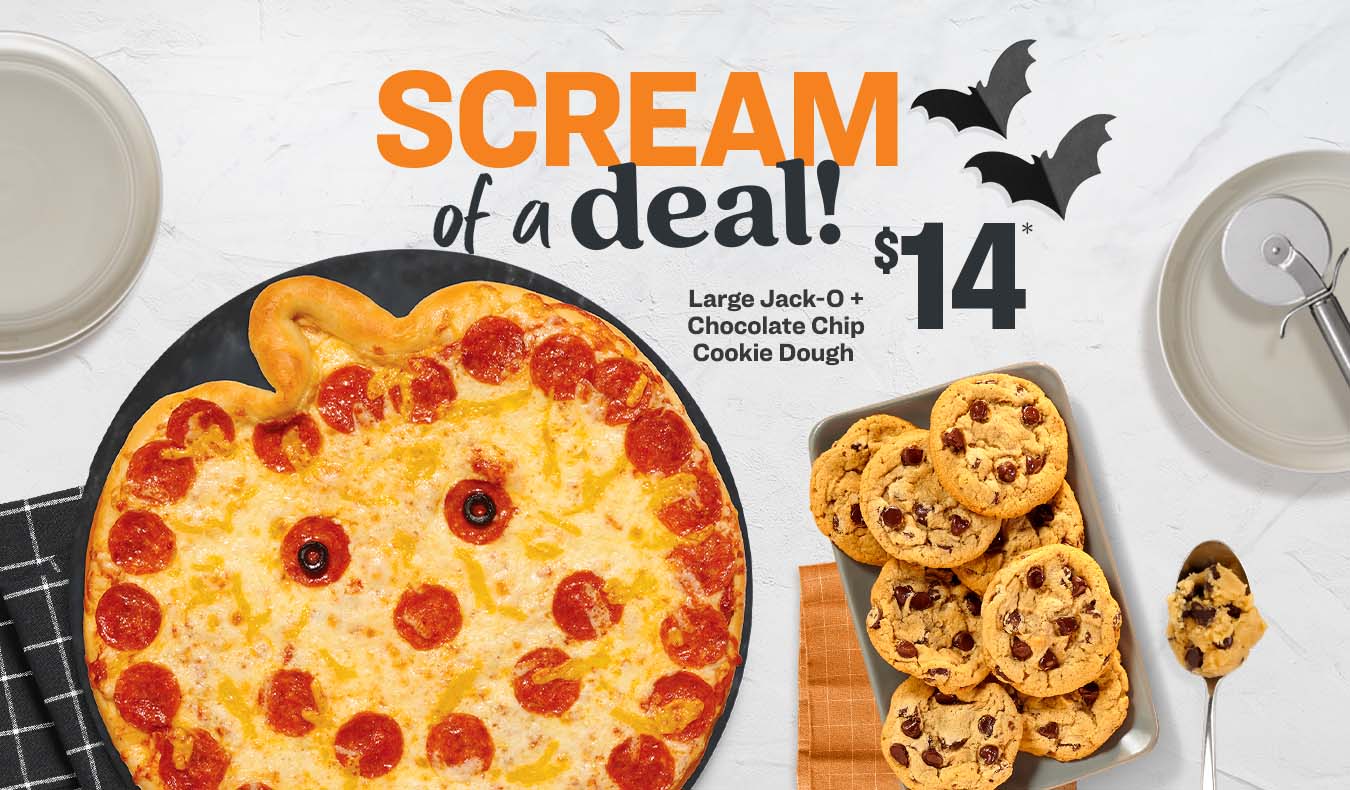 SCREAM
of a deal!
$14*
Large Jack-O +
Chocolate Chip
Cookie Dough